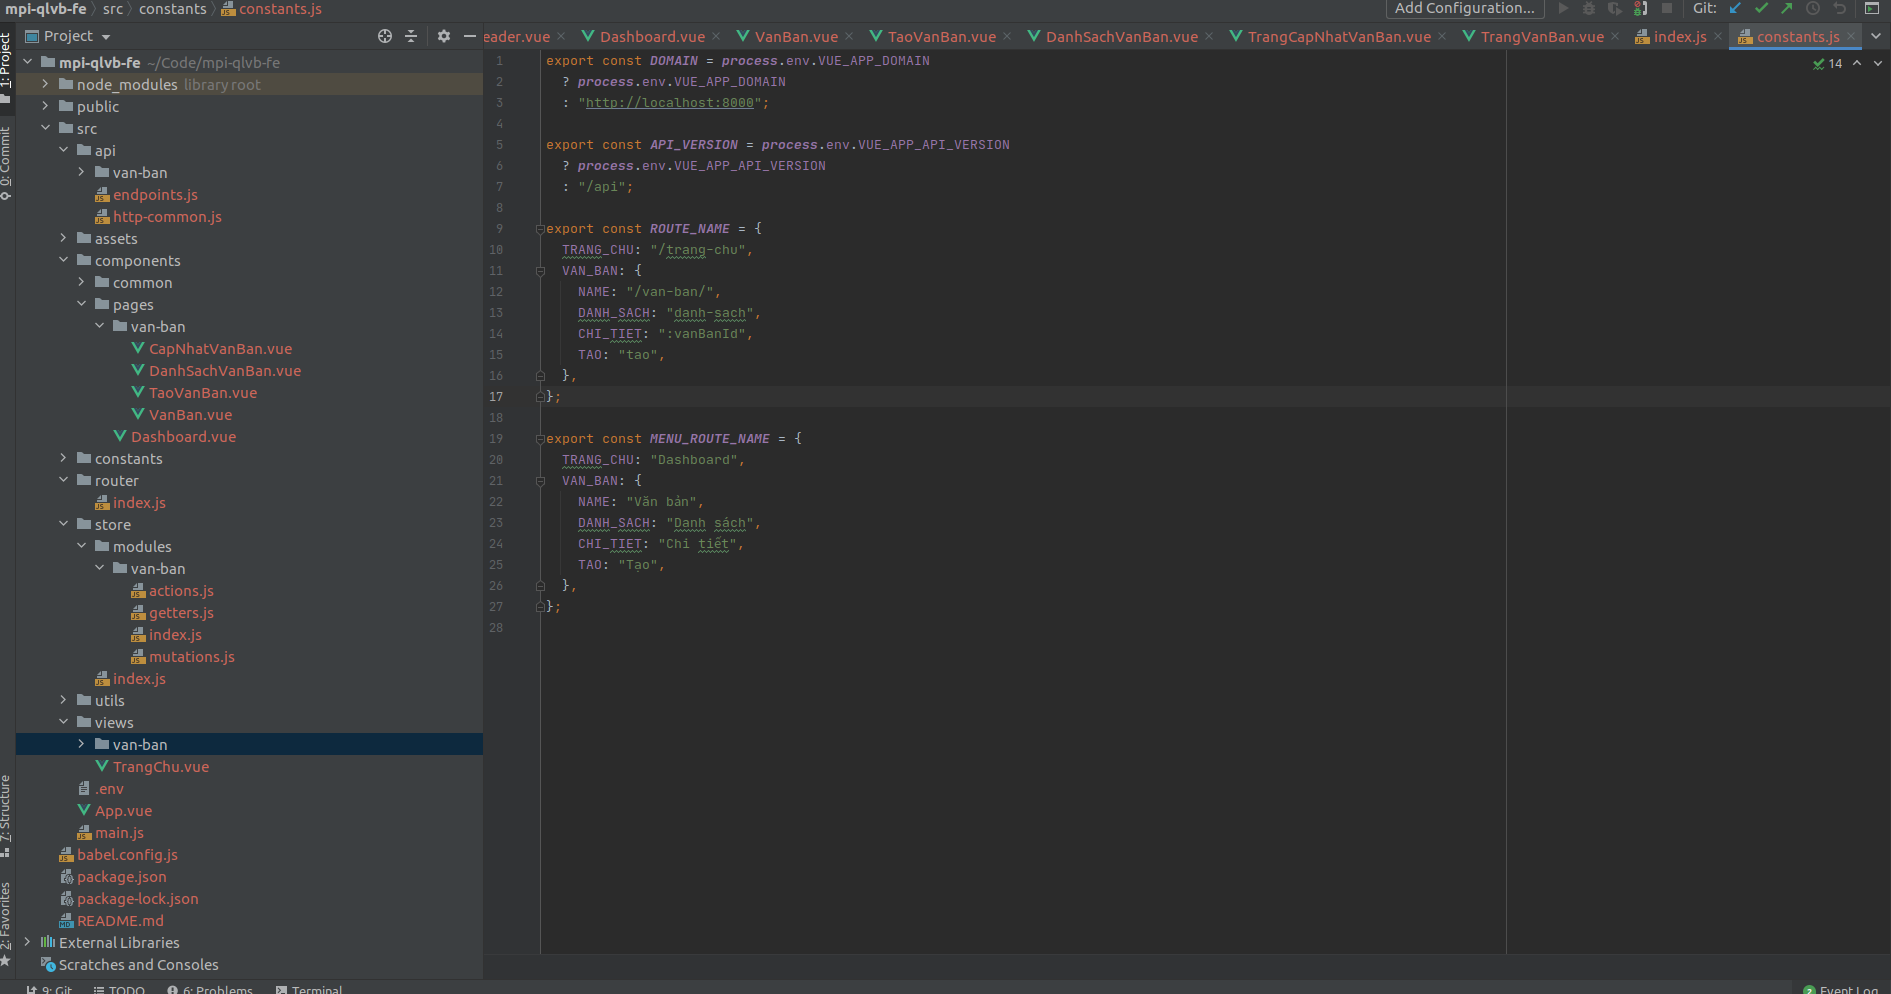 mpi-qlvb-fe src constants constants.js Add Configuration... Git:
Project eader.vue Dashboard.vue VanBan.vue TaoVanBan.vue DanhSachVanBan.vue TrangCapNhatVanBan.vue TrangVanBan.vue index.js constants.js
1: Project
0: Commit
7: Structure
2: Favorites
mpi-qlvb-fe ~/Code/mpi-qlvb-fe
node_modules library root
public
src
api
van-ban
endpoints.js
http-common.js
assets
components
common
pages
van-ban
CapNhatVanBan.vue
DanhSachVanBan.vue
TaoVanBan.vue
VanBan.vue
Dashboard.vue
constants
router
index.js
store
modules
van-ban
actions.js
getters.js
index.js
mutations.js
index.js
utils
views
van-ban
TrangChu.vue
.env
App.vue
main.js
babel.config.js
package.json
package-lock.json
README.md
External Libraries
Scratches and Consoles
14
1 export const DOMAIN = process.env.VUE_APP_DOMAIN
2 ? process.env.VUE_APP_DOMAIN
3 : "http://localhost:8000";
4
5 export const API_VERSION = process.env.VUE_APP_API_VERSION
6 ? process.env.VUE_APP_API_VERSION
7 : "/api";
8
9 export const ROUTE_NAME = {
10 TRANG_CHU: "/trang-chu",
11 VAN_BAN: {
12 NAME: "/van-ban/",
13 DANH_SACH: "danh-sach",
14 CHI_TIET: ":vanBanId",
15 TAO: "tao",
16 },
17 };
18
19 export const MENU_ROUTE_NAME = {
20 TRANG_CHU: "Dashboard",
21 VAN_BAN: {
22 NAME: "Văn bản",
23 DANH_SACH: "Danh sách",
24 CHI_TIET: "Chi tiết",
25 TAO: "Tạo",
26 },
27 };
28
9: Git TODO 6: Problems Terminal 2 Event Log